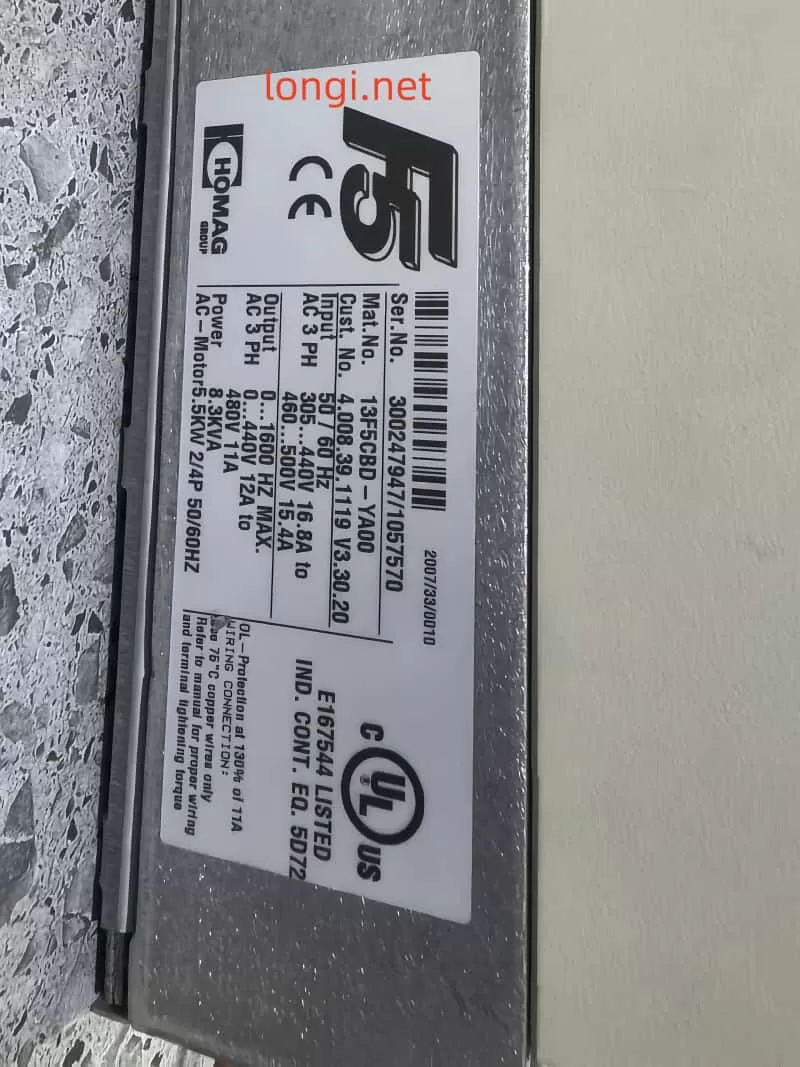 longi.net
F5
CE
HOMAG
GROUP
2007/33/0010
Ser.No. 300247947/1057570
Mat.No. 13F5CBD-YA00
Cust. No. 4.008.39.1119 V3.30.20
Input 50 / 60 Hz
AC 3 PH 305...440V 16.8A to
460...500V 15.4A
Output 0...1600 HZ MAX.
AC 3 PH 0...440V 12A to
480V 11A
Power 8.3KVA
AC-Motor5.5KW 2/4P 50/60HZ
C UL US
®
E167544 LISTED
IND. CONT. EQ. 5D72
OL-Protection at 130% of 11A
WIRING CONNECTION:
Use 75°C copper wires only
Refer to manual for proper wiring
and terminal tightening torque